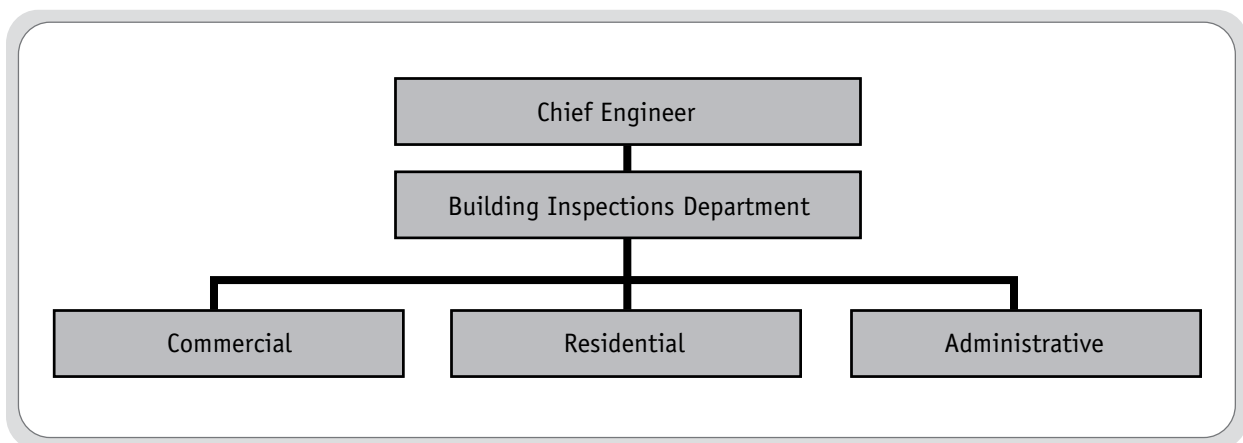 Chief Engineer
Building Inspections Department
Commercial
Residential
Administrative